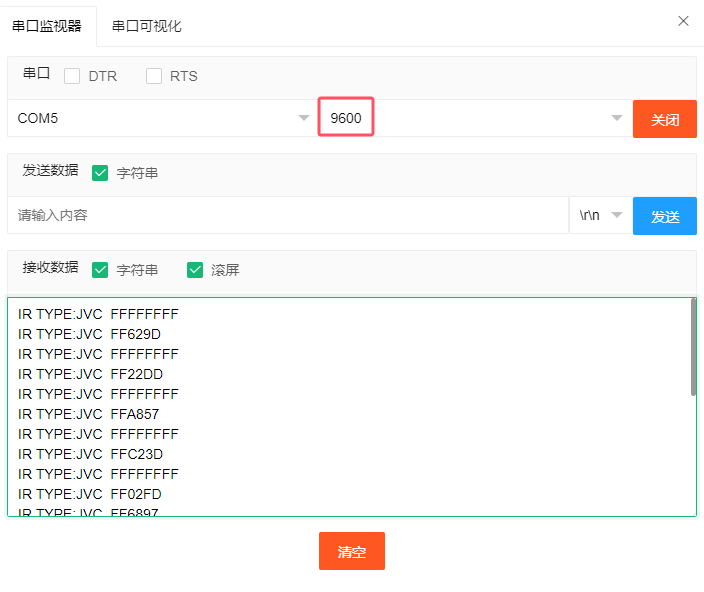 串口监视器 串口可视化
串口 DTR RTS
COM5 9600 关闭
发送数据 字符串
请输入内容 \r\n 发送
接收数据 字符串 滚屏
IR TYPE:JVC FFFFFFFF
IR TYPE:JVC FF629D
IR TYPE:JVC FFFFFFFF
IR TYPE:JVC FF22DD
IR TYPE:JVC FFFFFFFF
IR TYPE:JVC FFA857
IR TYPE:JVC FFFFFFFF
IR TYPE:JVC FFC23D
IR TYPE:JVC FFFFFFFF
IR TYPE:JVC FF02FD
IR TYPE:JVC FF6897
清空